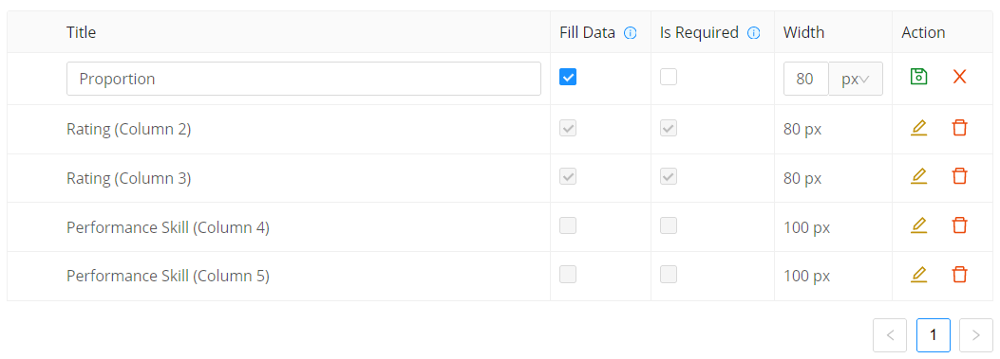 Title Fill Data Is Required Width Action
Proportion 80 px
Rating (Column 2) 80 px
Rating (Column 3) 80 px
Performance Skill (Column 4) 100 px
Performance Skill (Column 5) 100 px
1